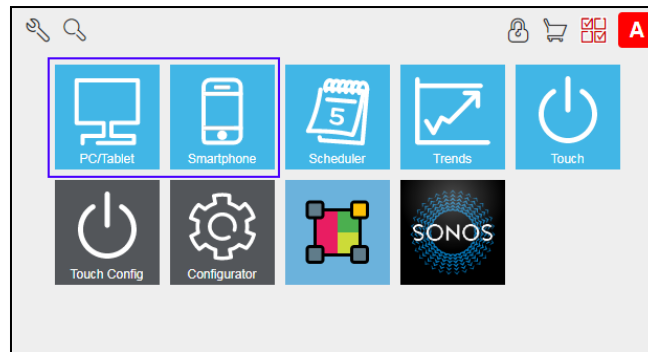 A
5
PC/Tablet
Smartphone
Scheduler
Trends
Touch
SONOS
Touch Config
Configurator